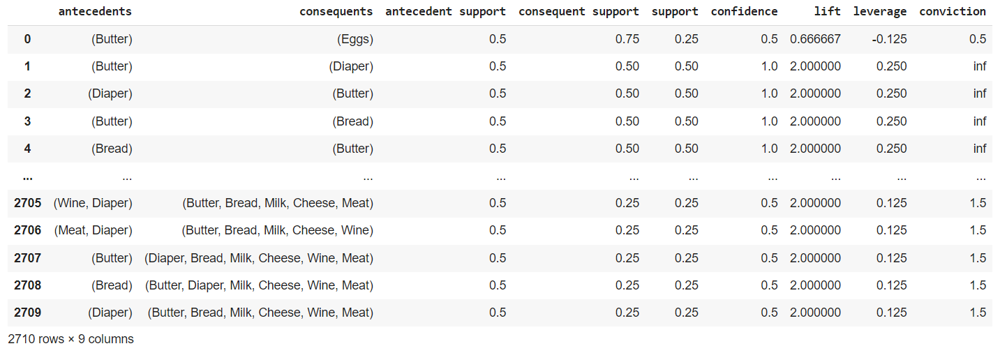 antecedents consequents antecedent support consequent support support confidence lift leverage conviction
0 (Butter) (Eggs) 0.5 0.75 0.25 0.5 0.666667 -0.125 0.5
1 (Butter) (Diaper) 0.5 0.50 0.50 1.0 2.000000 0.250 inf
2 (Diaper) (Butter) 0.5 0.50 0.50 1.0 2.000000 0.250 inf
3 (Butter) (Bread) 0.5 0.50 0.50 1.0 2.000000 0.250 inf
4 (Bread) (Butter) 0.5 0.50 0.50 1.0 2.000000 0.250 inf
... ... ... ... ... ... ... ... ... ...
2705 (Wine, Diaper) (Butter, Bread, Milk, Cheese, Meat) 0.5 0.25 0.25 0.5 2.000000 0.125 1.5
2706 (Meat, Diaper) (Butter, Bread, Milk, Cheese, Wine) 0.5 0.25 0.25 0.5 2.000000 0.125 1.5
2707 (Butter) (Diaper, Bread, Milk, Cheese, Wine, Meat) 0.5 0.25 0.25 0.5 2.000000 0.125 1.5
2708 (Bread) (Butter, Diaper, Milk, Cheese, Wine, Meat) 0.5 0.25 0.25 0.5 2.000000 0.125 1.5
2709 (Diaper) (Butter, Bread, Milk, Cheese, Wine, Meat) 0.5 0.25 0.25 0.5 2.000000 0.125 1.5
2710 rows × 9 columns